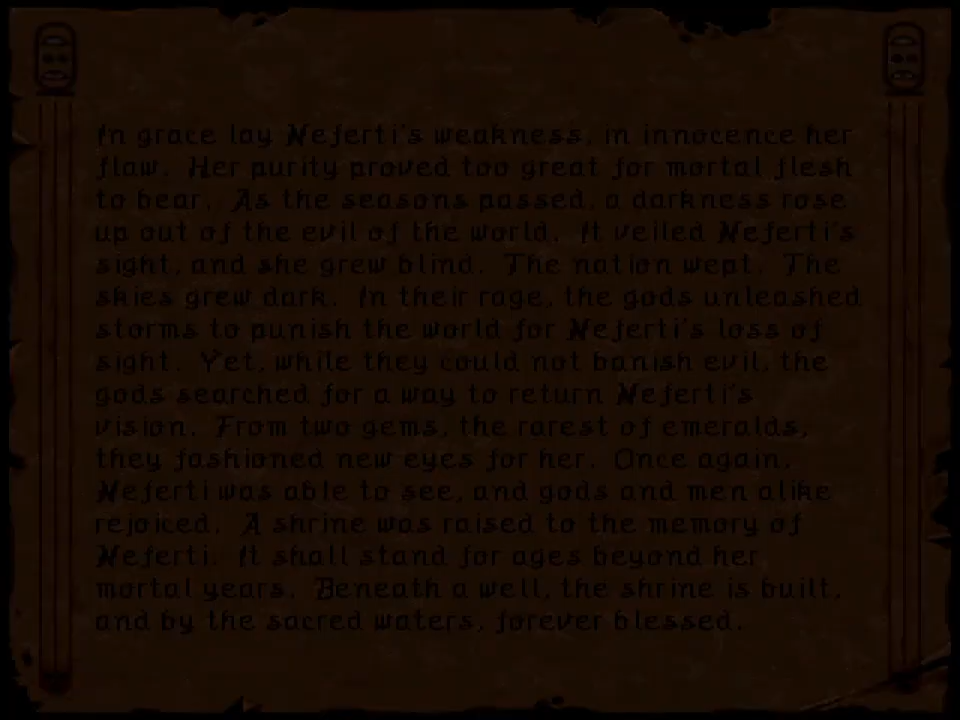 In grace lay Neferti's weakness, in innocence her
flaw. Her purity proved too great for mortal flesh
to bear. As the seasons passed, a darkness rose
up out of the evil of the world. It veiled Neferti's
sight, and she grew blind. The nation wept. The
skies grew dark. In their rage, the gods unleashed
storms to punish the world for Neferti's loss of
sight. Yet, while they could not banish evil, the
gods searched for a way to return Neferti's
vision. From two gems, the rarest of emeralds,
they fashioned new eyes for her. Once again,
Neferti was able to see, and gods and men alike
rejoiced. A shrine was raised to the memory of
Neferti. It shall stand for ages beyond her
mortal years. Beneath a well, the shrine is built,
and by the sacred waters, forever blessed.